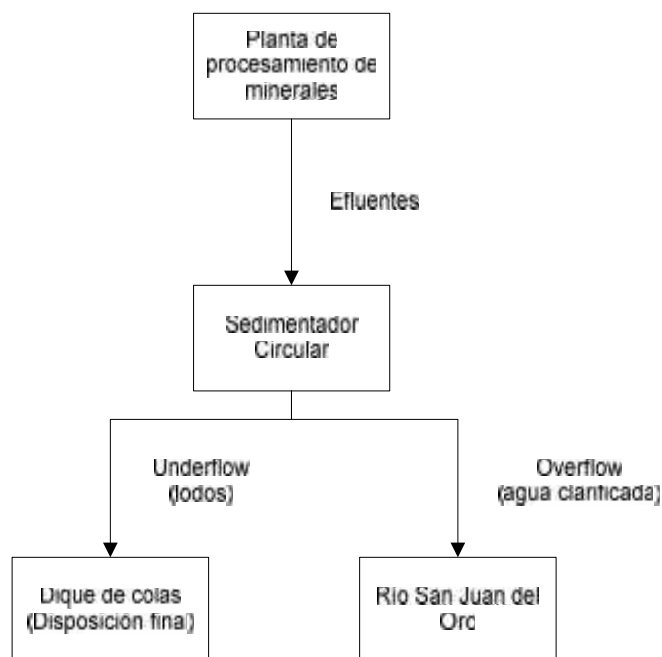 Planta de
procesamiento de
minerales
Efluentes
Sedimentador
Circular
Underflow
(lodos)
Overflow
(agua clarificada)
Dique de colas
(Disposición final)
Río San Juan del
Oro